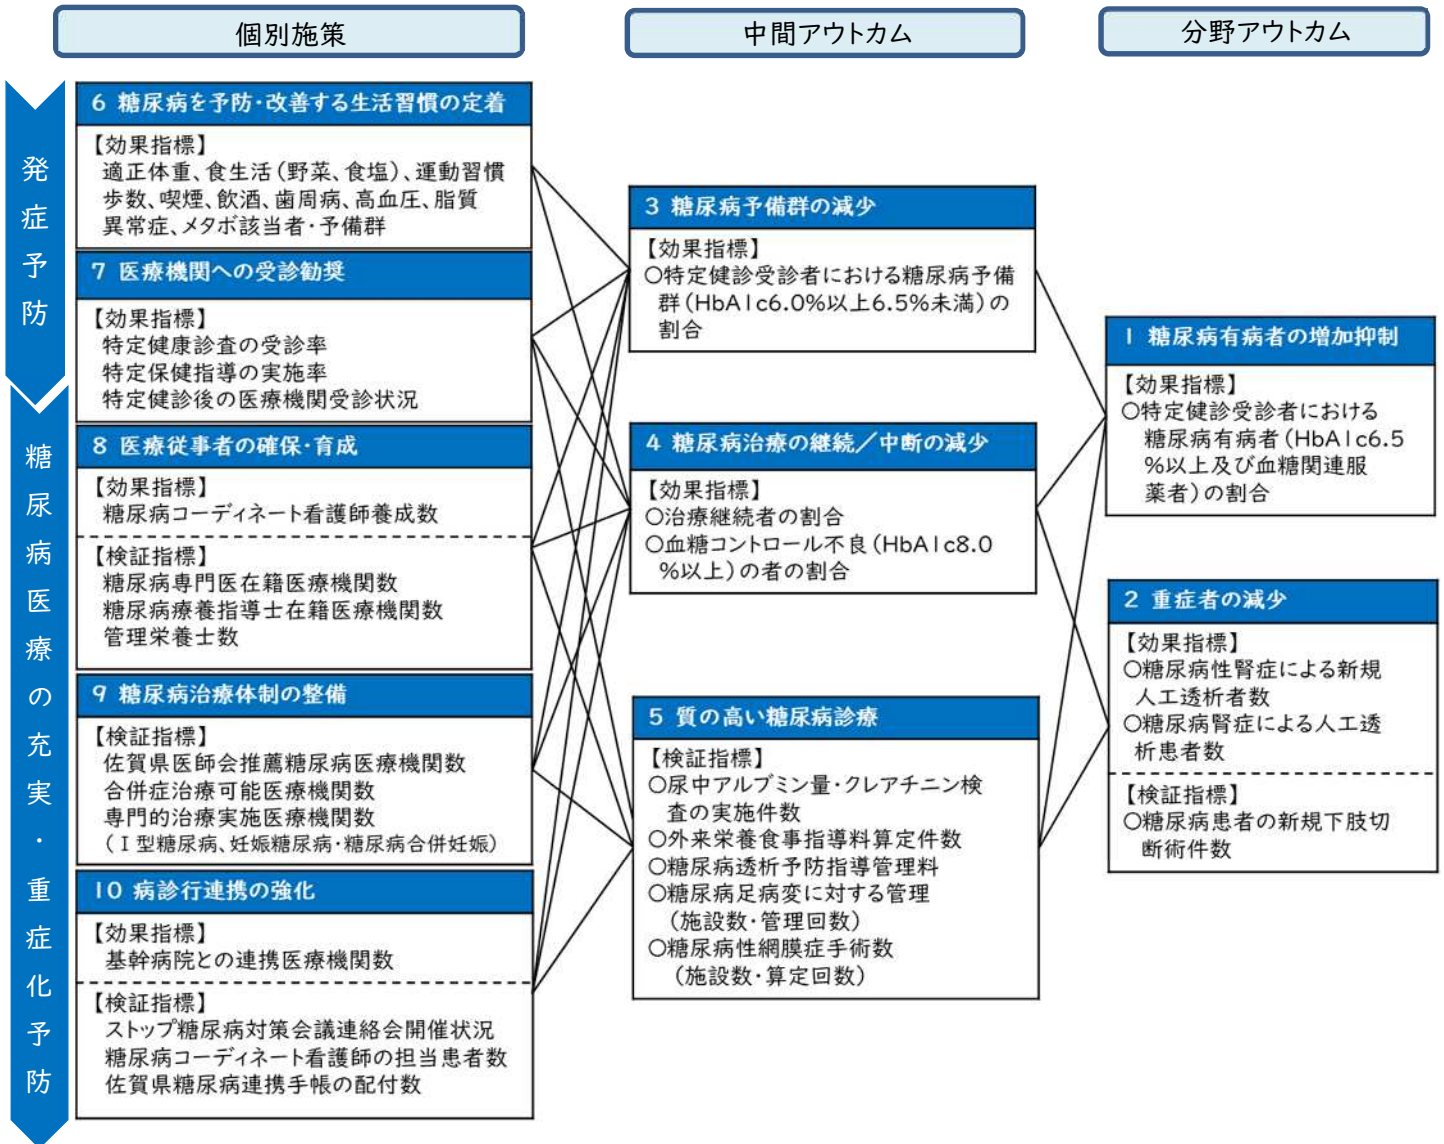 個別施策
中間アウトカム
分野アウトカム
発症予防
糖尿病医療の充実・重症化予防
6 糖尿病を予防・改善する生活習慣の定着
【効果指標】
適正体重、食生活(野菜、食塩)、運動習慣
歩数、喫煙、飲酒、歯周病、高血圧、脂質
異常症、メタボ該当者・予備群
7 医療機関への受診勧奨
【効果指標】
特定健康診査の受診率
特定保健指導の実施率
特定健診後の医療機関受診状況
8 医療従事者の確保・育成
【効果指標】
糖尿病コーディネート看護師養成数
【検証指標】
糖尿病専門医在籍医療機関数
糖尿病療養指導士在籍医療機関数
管理栄養士数
9 糖尿病治療体制の整備
【検証指標】
佐賀県医師会推薦糖尿病医療機関数
合併症治療可能医療機関数
専門的治療実施医療機関数
(Ⅰ型糖尿病、妊娠糖尿病・糖尿病合併妊娠)
10 病診行連携の強化
【効果指標】
基幹病院との連携医療機関数
【検証指標】
ストップ糖尿病対策会議連絡会開催状況
糖尿病コーディネート看護師の担当患者数
佐賀県糖尿病連携手帳の配付数
3 糖尿病予備群の減少
【効果指標】
○特定健診受診者における糖尿病予備
群(HbA1c6.0%以上6.5%未満)の
割合
4 糖尿病治療の継続/中断の減少
【効果指標】
○治療継続者の割合
○血糖コントロール不良(HbA1c8.0
%以上)の者の割合
5 質の高い糖尿病診療
【検証指標】
○尿中アルブミン量・クレアチニン検
査の実施件数
○外来栄養食事指導料算定件数
○糖尿病透析予防指導管理料
○糖尿病足病変に対する管理
(施設数・管理回数)
○糖尿病性網膜症手術数
(施設数・算定回数)
1 糖尿病有病者の増加抑制
【効果指標】
○特定健診受診者における
糖尿病有病者(HbA1c6.5
%以上及び血糖関連服
薬者)の割合
2 重症者の減少
【効果指標】
○糖尿病性腎症による新規
人工透析者数
○糖尿病腎症による人工透
析患者数
【検証指標】
○糖尿病患者の新規下肢切
断術件数